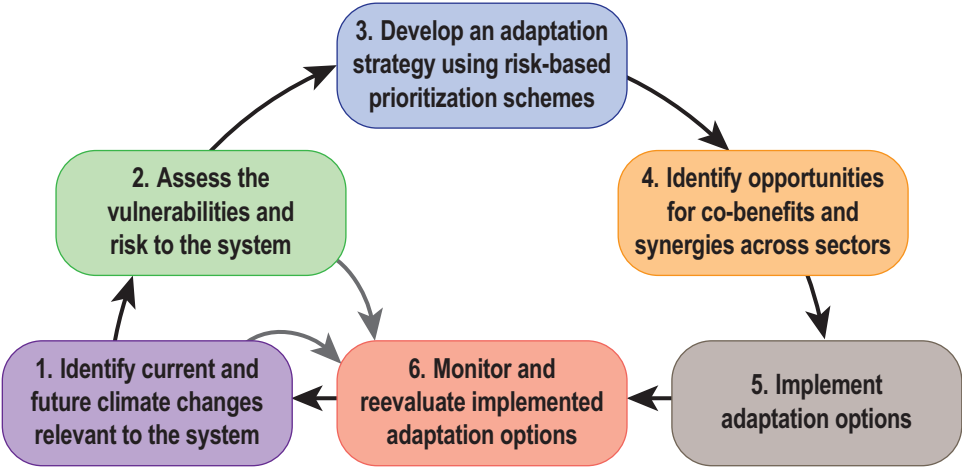 3. Develop an adaptation
strategy using risk-based
prioritization schemes
2. Assess the
vulnerabilities and
risk to the system
4. Identify opportunities
for co-benefits and
synergies across sectors
1. Identify current and
future climate changes
relevant to the system
6. Monitor and
reevaluate implemented
adaptation options
5. Implement
adaptation options